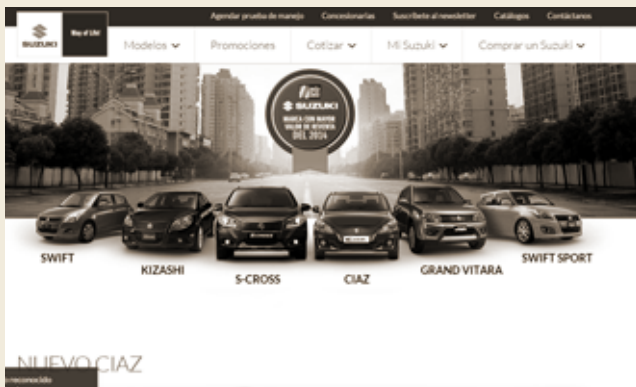 Agendar prueba de manejo Concesionarias Suscríbete al newsletter Catálogos Contáctanos
SUZUKI Way of Life!
Modelos Promociones Cotizar Mi Suzuki Comprar un Suzuki
SUZUKI
MARCA CON MAYOR
VALOR DE REVENTA
DEL 2014
SWIFT
KIZASHI
S-CROSS
CIAZ
GRAND VITARA
SWIFT SPORT
NUEVO CIAZ
reconocido